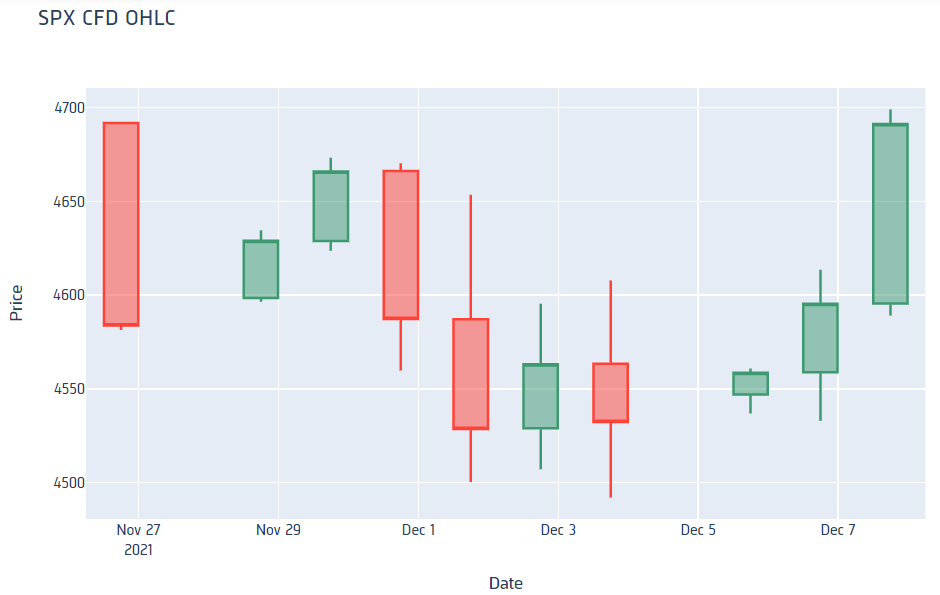 SPX CFD OHLC
4700
4650
4600
4550
4500
Price
Nov 27
2021
Nov 29
Dec 1
Dec 3
Dec 5
Dec 7
Date